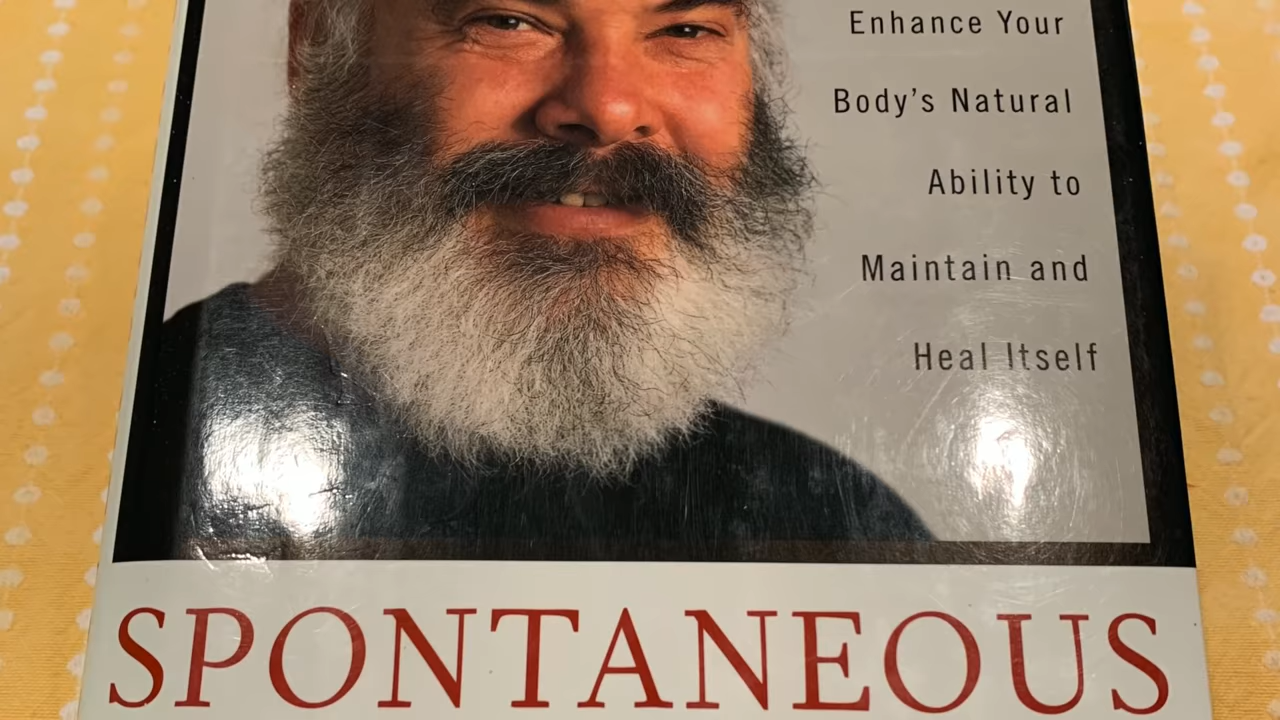 Enhance Your
Body's Natural
Ability to
Maintain and
Heal Itself
SPONTANEOUS